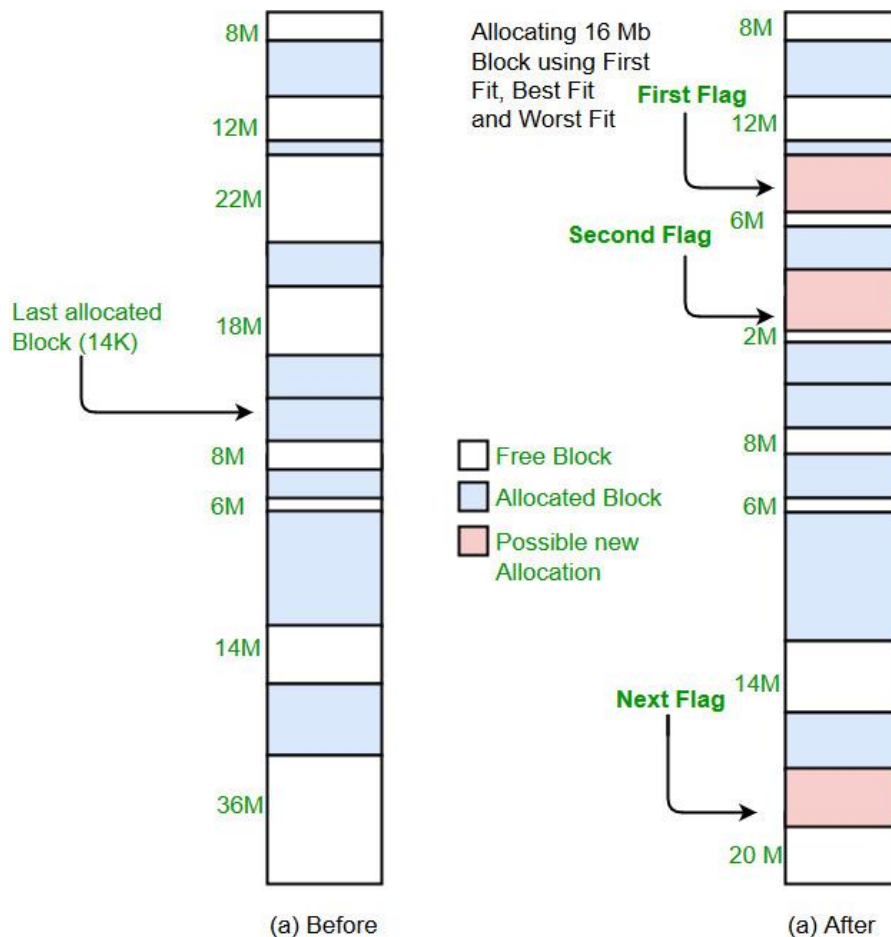 8M
12M
22M
18M
Last allocated
Block (14K)
8M
6M
14M
36M
(a) Before
Allocating 16 Mb
Block using First
Fit, Best Fit
and Worst Fit
Free Block
Allocated Block
Possible new
Allocation
8M
First Flag
12M
6M
Second Flag
2M
8M
6M
14M
Next Flag
20 M
(a) After